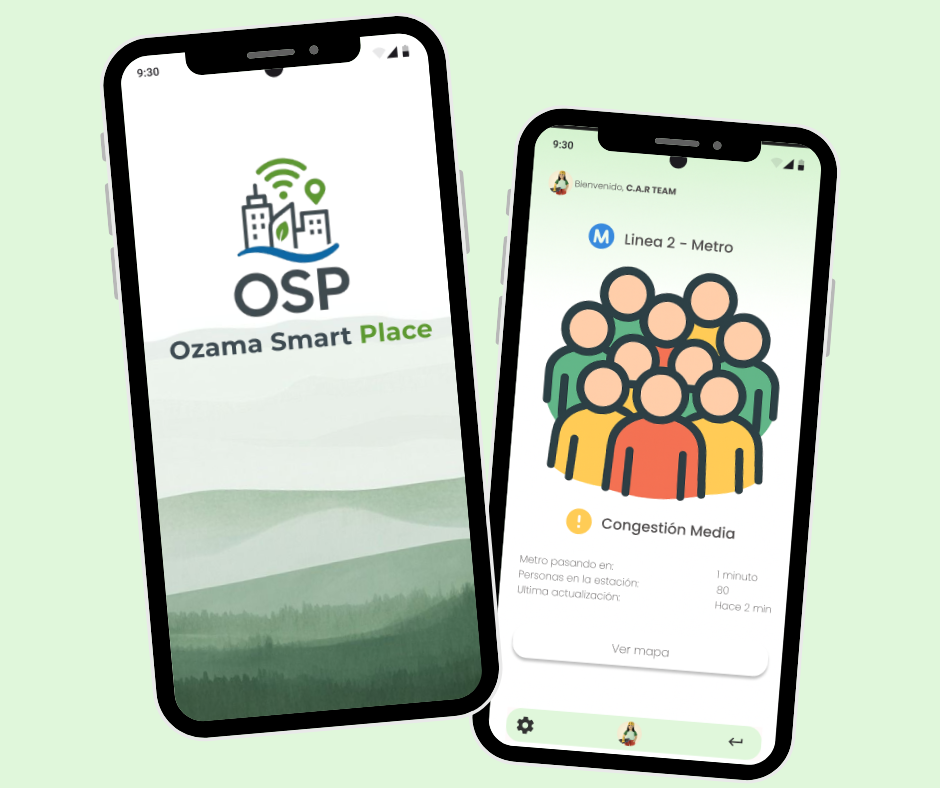 9:30
OSP
Ozama Smart Place
9:30
Bienvenido, C.A.R TEAM
M Linea 2 - Metro
! Congestión Media
Metro pasando en: 1 minuto
Personas en la estación: 80
Ultima actualización: Hace 2 min
Ver mapa